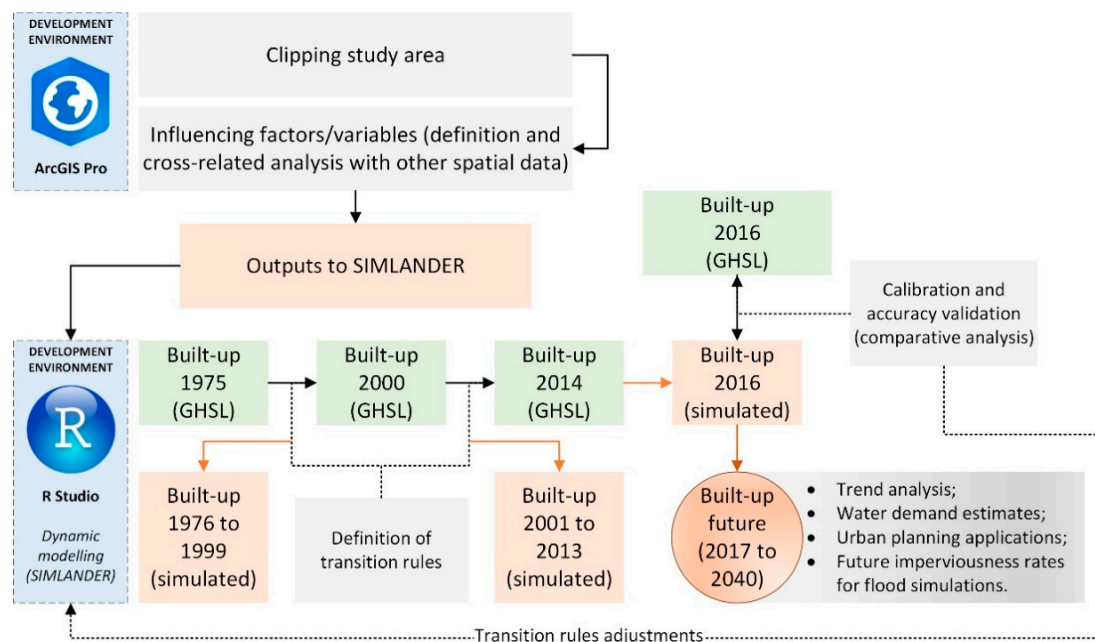 DEVELOPMENT
ENVIRONMENT
ArcGIS Pro
Clipping study area
Influencing factors/variables (definition and
cross-related analysis with other spatial data)
Outputs to SIMLANDER
Built-up
2016
(GHSL)
Calibration and
accuracy validation
(comparative analysis)
DEVELOPMENT
ENVIRONMENT
R
R Studio
Dynamic
modelling
(SIMLANDER)
Built-up
1975
(GHSL)
Built-up
2000
(GHSL)
Built-up
2014
(GHSL)
Built-up
2016
(simulated)
Built-up
1976 to
1999
(simulated)
Definition of
transition rules
Built-up
2001 to
2013
(simulated)
Built-up
future
(2017 to
2040)
• Trend analysis;
• Water demand estimates;
• Urban planning applications;
• Future imperviousness rates
for flood simulations.
Transition rules adjustments